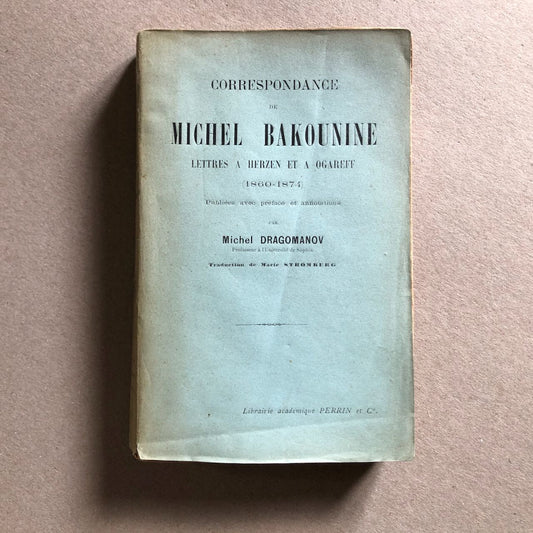 CORRESPONDANCE
DE
MICHEL BAKOUNINE
LETTRES A HERZEN ET A OGAREFF
(1860-1874)
Publiées avec préface et annotations
PAR
Michel DRAGOMANOV
Professeur à l'Université de Sophia
Traduction de Marie STROMBERG
Librairie académique PERRIN et Cie.